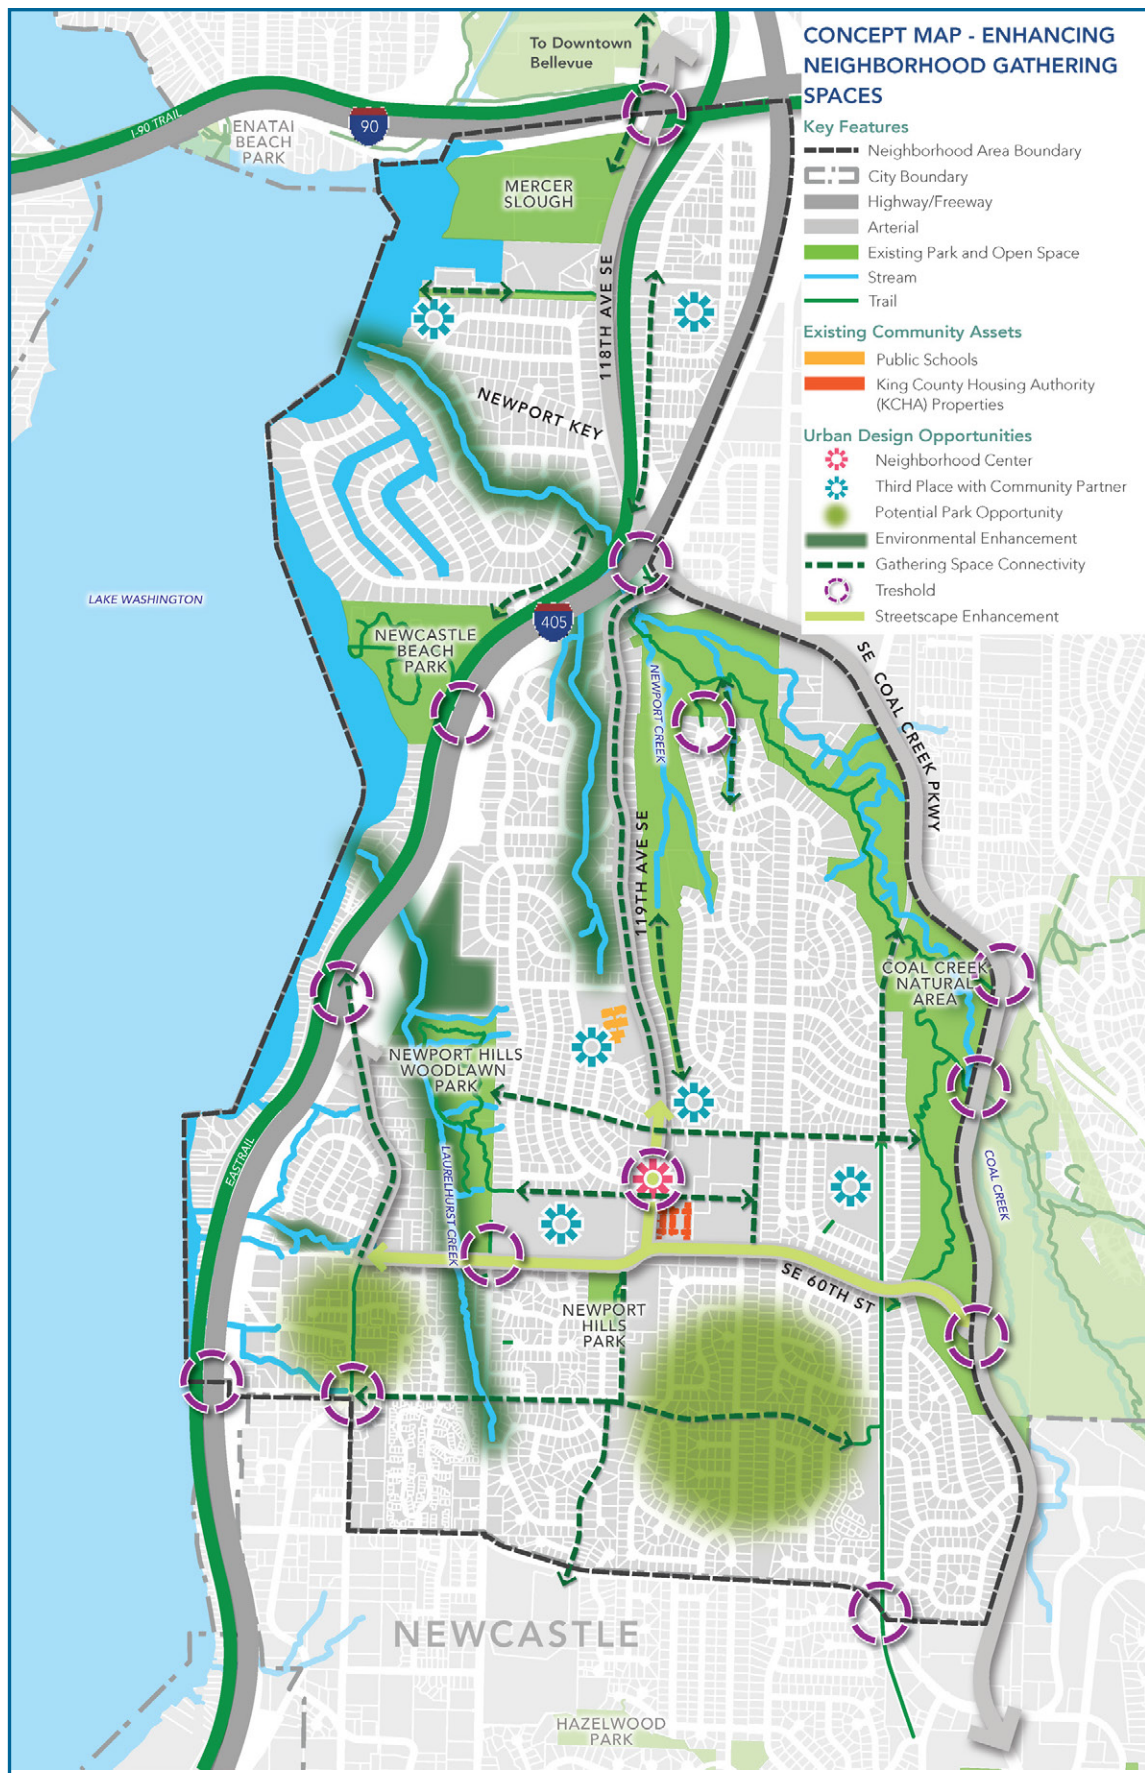 To Downtown
Bellevue
CONCEPT MAP - ENHANCING
NEIGHBORHOOD GATHERING
SPACES
Key Features
Neighborhood Area Boundary
City Boundary
Highway/Freeway
Arterial
Existing Park and Open Space
Stream
Trail
Existing Community Assets
Public Schools
King County Housing Authority
(KCHA) Properties
Urban Design Opportunities
Neighborhood Center
Third Place with Community Partner
Potential Park Opportunity
Environmental Enhancement
Gathering Space Connectivity
Treshold
Streetscape Enhancement
I-90 TRAIL
90
ENATAI
BEACH
PARK
MERCER
SLOUGH
118TH AVE SE
NEWPORT KEY
LAKE WASHINGTON
405
NEWCASTLE
BEACH
PARK
NEWPORT CREEK
SE COAL CREEK PKWY
119TH AVE SE
COAL CREEK
NATURAL
AREA
NEWPORT HILLS
WOODLAWN
PARK
EASTRAIL
LAURELHURST CREEK
COAL CREEK
SE 60TH ST
NEWPORT
HILLS
PARK
NEWCASTLE
HAZELWOOD
PARK